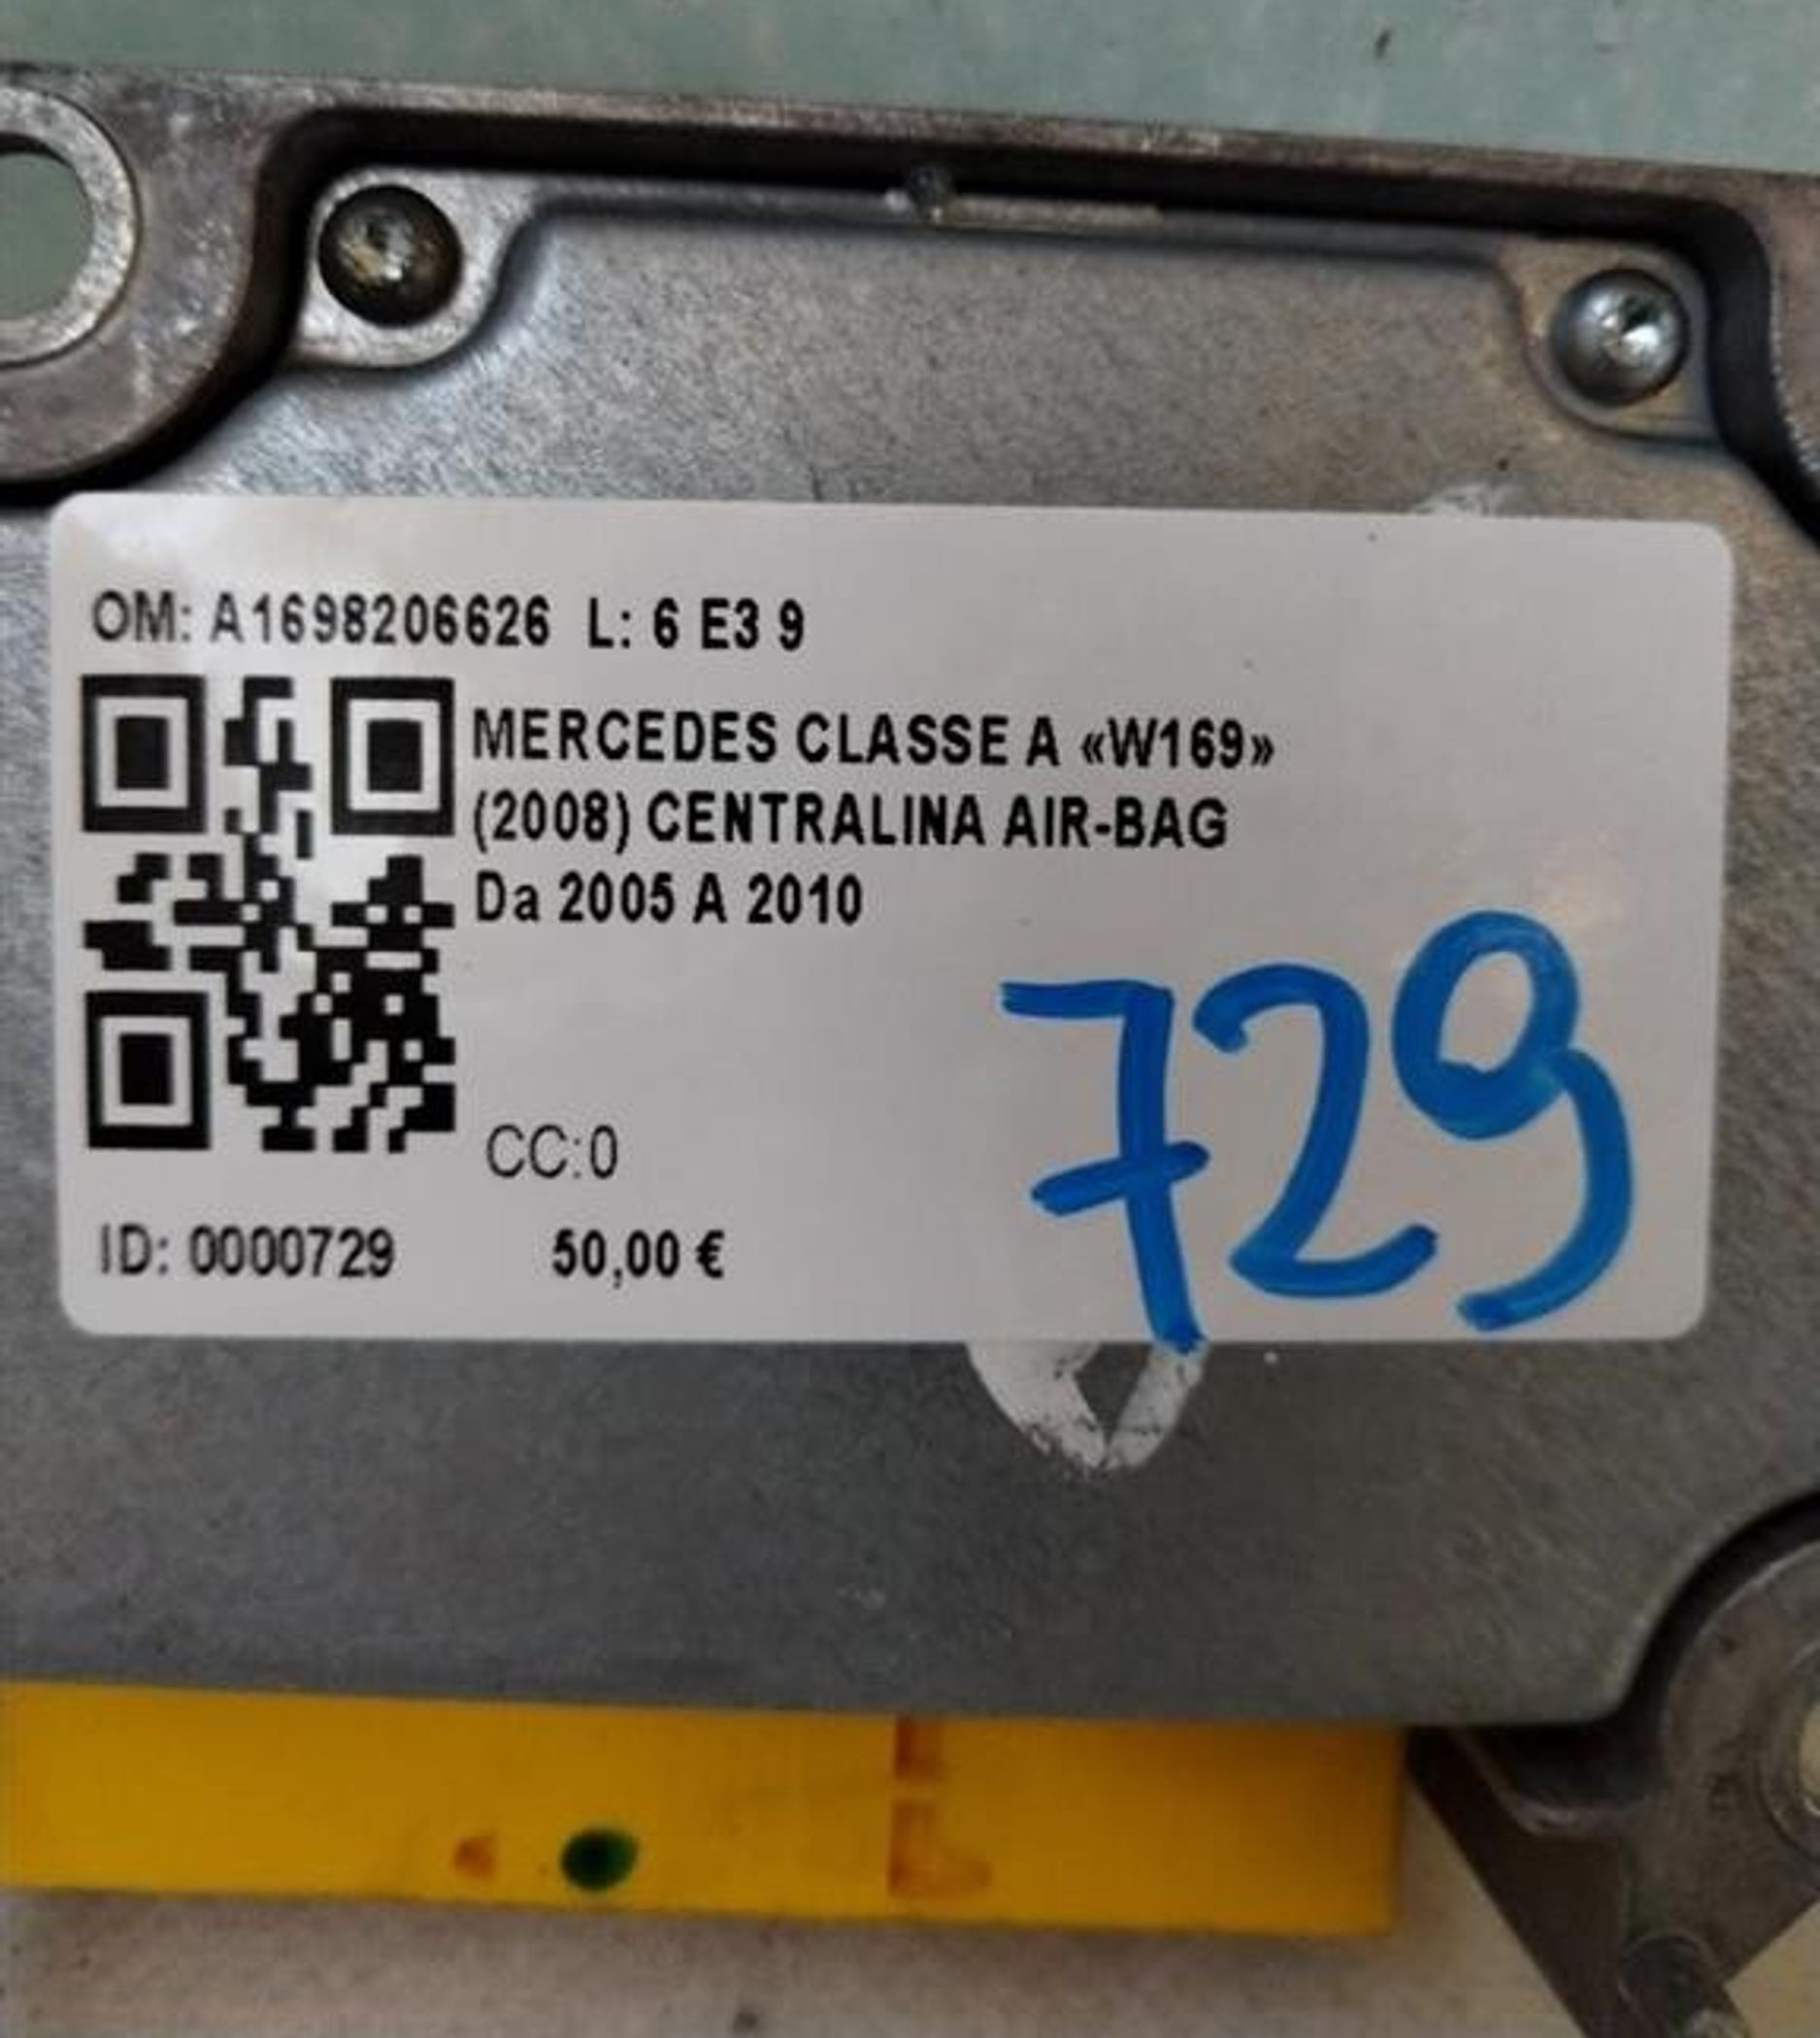 OM: A1698206626 L: 6 E3 9
MERCEDES CLASSE A «W169»
(2008) CENTRALINA AIR-BAG
Da 2005 A 2010
CC:0
ID: 0000729 50,00 €
729